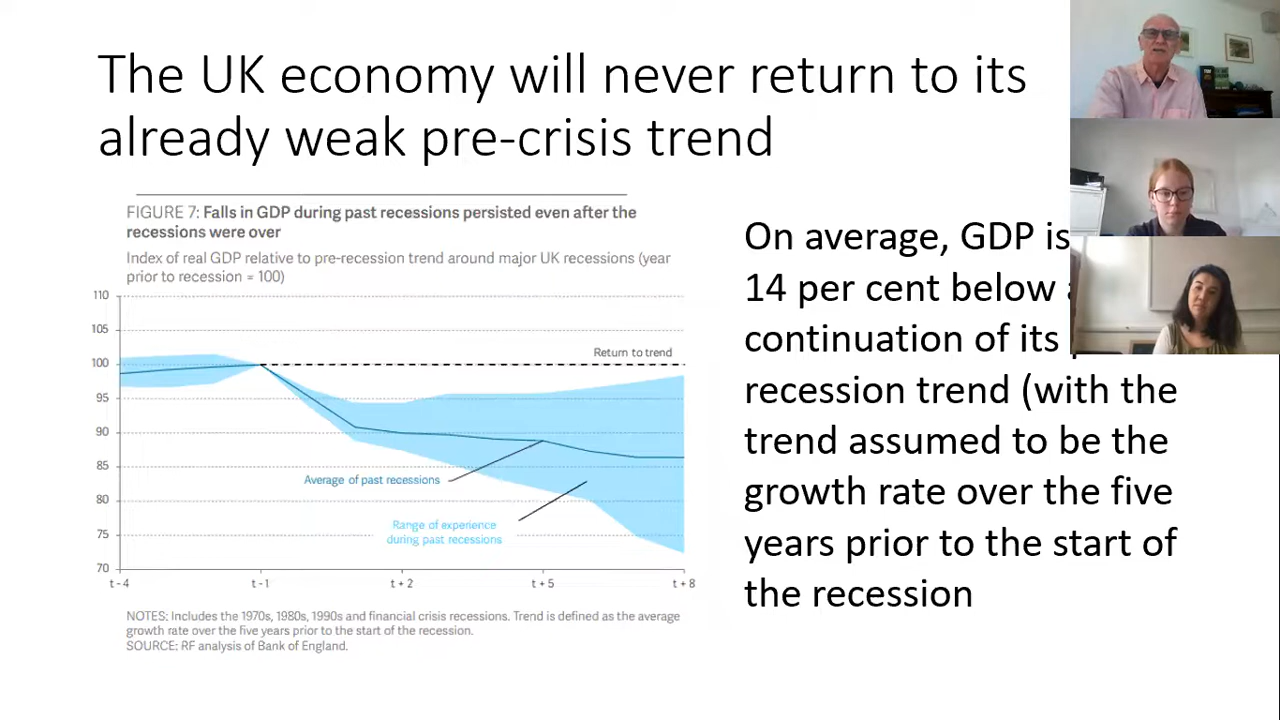 The UK economy will never return to its
already weak pre-crisis trend
FIGURE 7: Falls in GDP during past recessions persisted even after the
recessions were over
Index of real GDP relative to pre-recession trend around major UK recessions (year
prior to recession = 100)
110
105
100
95
90
85
80
75
70
Return to trend
Average of past recessions
Range of experience
during past recessions
t - 4
t - 1
t + 2
t + 5
t + 8
NOTES: Includes the 1970s, 1980s, 1990s and financial crisis recessions. Trend is defined as the average
growth rate over the five years prior to the start of the recession.
SOURCE: RF analysis of Bank of England.
On average, GDP is
14 per cent below
continuation of its
recession trend (with the
trend assumed to be the
growth rate over the five
years prior to the start of
the recession